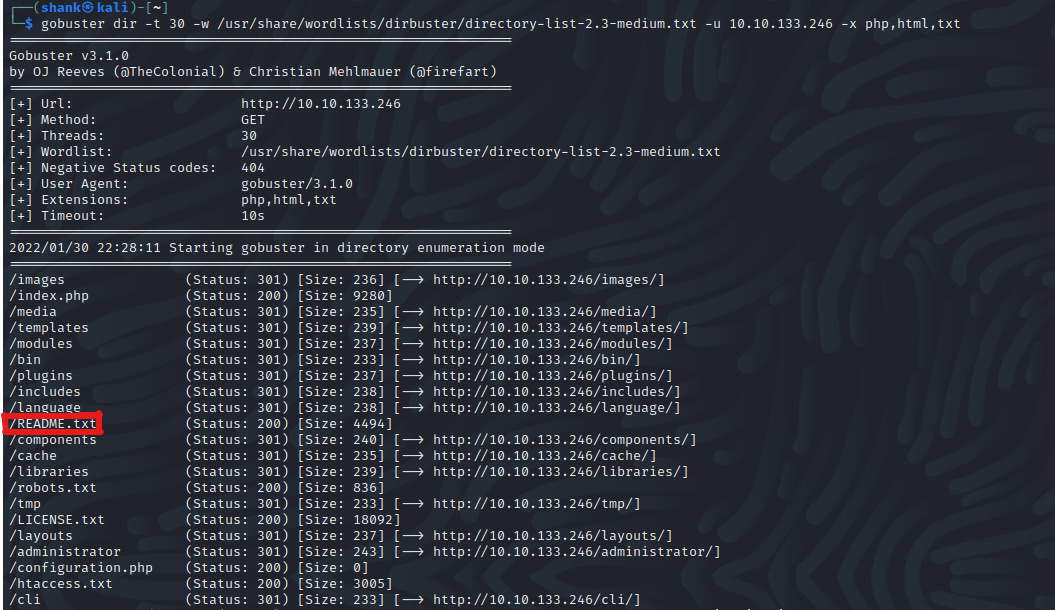 ┌──(shank㉿kali)-[~]
└─$ gobuster dir -t 30 -w /usr/share/wordlists/dirbuster/directory-list-2.3-medium.txt -u 10.10.133.246 -x php,html,txt
===============================================================
Gobuster v3.1.0
by OJ Reeves (@TheColonial) & Christian Mehlmauer (@firefart)
===============================================================
[+] Url:                     http://10.10.133.246
[+] Method:                  GET
[+] Threads:                 30
[+] Wordlist:                /usr/share/wordlists/dirbuster/directory-list-2.3-medium.txt
[+] Negative Status codes:   404
[+] User Agent:              gobuster/3.1.0
[+] Extensions:              php,html,txt
[+] Timeout:                 10s
===============================================================
2022/01/30 22:28:11 Starting gobuster in directory enumeration mode
===============================================================
/images               (Status: 301) [Size: 236] [--> http://10.10.133.246/images/]
/index.php            (Status: 200) [Size: 9280]
/media                (Status: 301) [Size: 235] [--> http://10.10.133.246/media/]
/templates            (Status: 301) [Size: 239] [--> http://10.10.133.246/templates/]
/modules              (Status: 301) [Size: 237] [--> http://10.10.133.246/modules/]
/bin                  (Status: 301) [Size: 233] [--> http://10.10.133.246/bin/]
/plugins              (Status: 301) [Size: 237] [--> http://10.10.133.246/plugins/]
/includes             (Status: 301) [Size: 238] [--> http://10.10.133.246/includes/]
/language             (Status: 301) [Size: 238] [--> http://10.10.133.246/language/]
/README.txt           (Status: 200) [Size: 4494]
/components           (Status: 301) [Size: 240] [--> http://10.10.133.246/components/]
/cache                (Status: 301) [Size: 235] [--> http://10.10.133.246/cache/]
/libraries            (Status: 301) [Size: 239] [--> http://10.10.133.246/libraries/]
/robots.txt           (Status: 200) [Size: 836]
/tmp                  (Status: 301) [Size: 233] [--> http://10.10.133.246/tmp/]
/LICENSE.txt          (Status: 200) [Size: 18092]
/layouts              (Status: 301) [Size: 237] [--> http://10.10.133.246/layouts/]
/administrator        (Status: 301) [Size: 243] [--> http://10.10.133.246/administrator/]
/configuration.php    (Status: 200) [Size: 0]
/htaccess.txt         (Status: 200) [Size: 3005]
/cli                  (Status: 301) [Size: 233] [--> http://10.10.133.246/cli/]